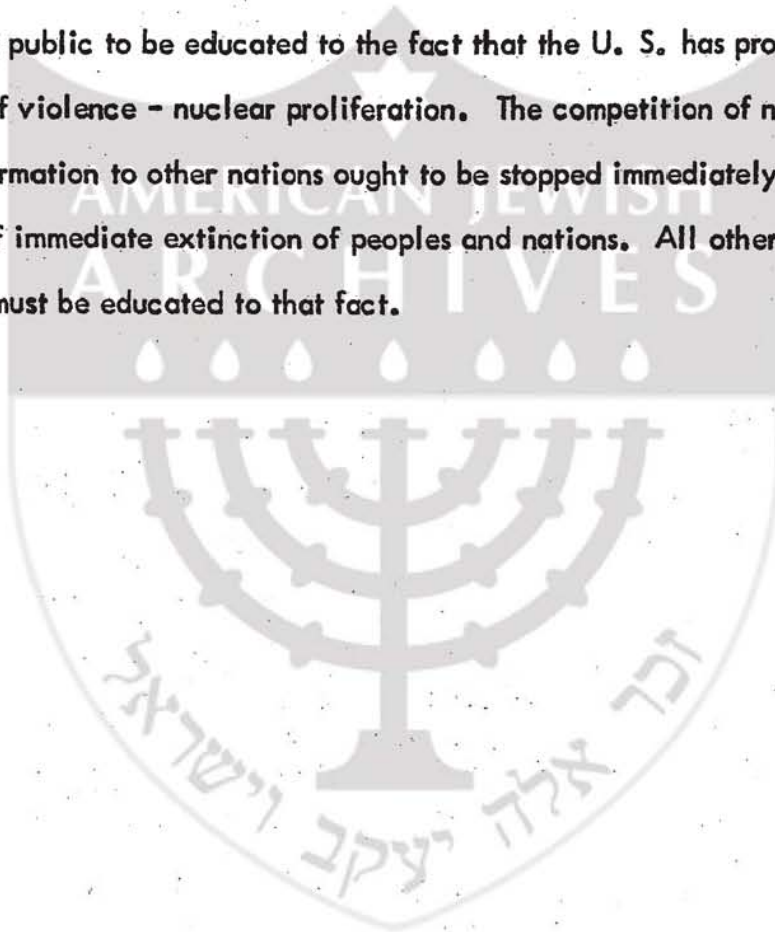 public to be educated to the fact that the U. S. has pro
f violence - nuclear proliferation. The competition of n
rmation to other nations ought to be stopped immediately
AMERICAN JEWISH
f immediate extinction of peoples and nations. All other
ARCHIVES
must be educated to that fact.
זכר אלה יעקב וישראל